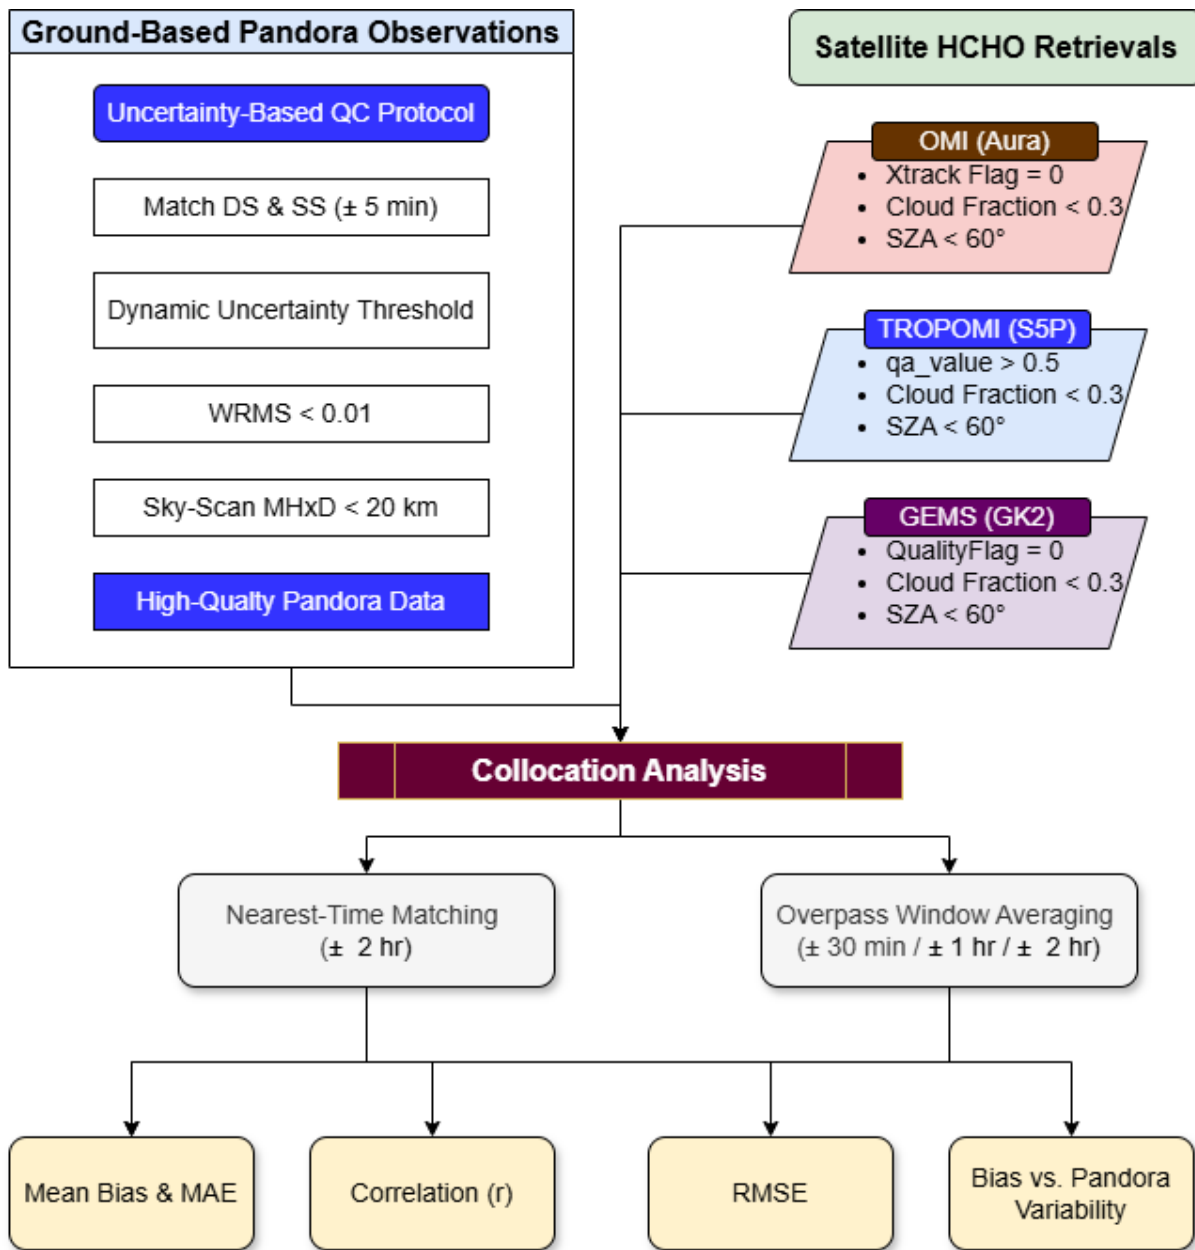 Ground-Based Pandora Observations
Uncertainty-Based QC Protocol
Match DS & SS (± 5 min)
Dynamic Uncertainty Threshold
WRMS < 0.01
Sky-Scan MHxD < 20 km
High-Qualty Pandora Data
Satellite HCHO Retrievals
OMI (Aura)
• Xtrack Flag = 0
• Cloud Fraction < 0.3
• SZA < 60°
TROPOMI (S5P)
• qa_value > 0.5
• Cloud Fraction < 0.3
• SZA < 60°
GEMS (GK2)
• QualityFlag = 0
• Cloud Fraction < 0.3
• SZA < 60°
Collocation Analysis
Nearest-Time Matching
(± 2 hr)
Overpass Window Averaging
(± 30 min / ± 1 hr / ± 2 hr)
Mean Bias & MAE
Correlation (r)
RMSE
Bias vs. Pandora
Variability